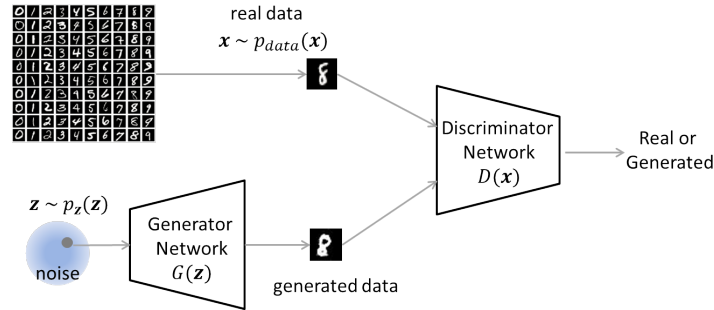 real data
x ~ p_data(x)
Discriminator
Network
D(x)
Real or
Generated
z ~ p_z(z)
noise
Generator
Network
G(z)
generated data